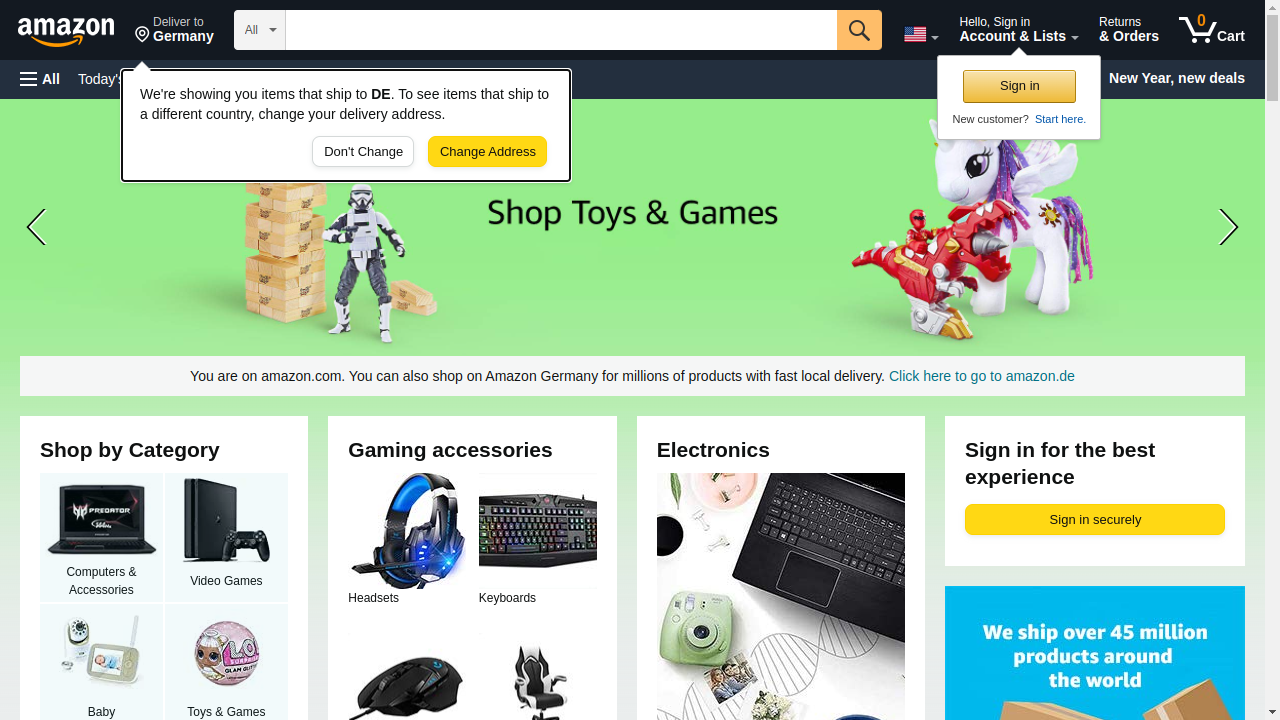 amazon
Deliver to
Germany
All
Hello, Sign in
Account & Lists
Returns
& Orders
0
Cart
All
Today's
New Year, new deals
We're showing you items that ship to DE. To see items that ship to
a different country, change your delivery address.
Don't Change
Change Address
Sign in
New customer? Start here.
Shop Toys & Games
You are on amazon.com. You can also shop on Amazon Germany for millions of products with fast local delivery. Click here to go to amazon.de
Shop by Category
PREDATOR
Computers &
Accessories
Video Games
Baby
Toys & Games
Gaming accessories
Headsets
Keyboards
Electronics
Sign in for the best
experience
Sign in securely
We ship over 45 million
products around
the world